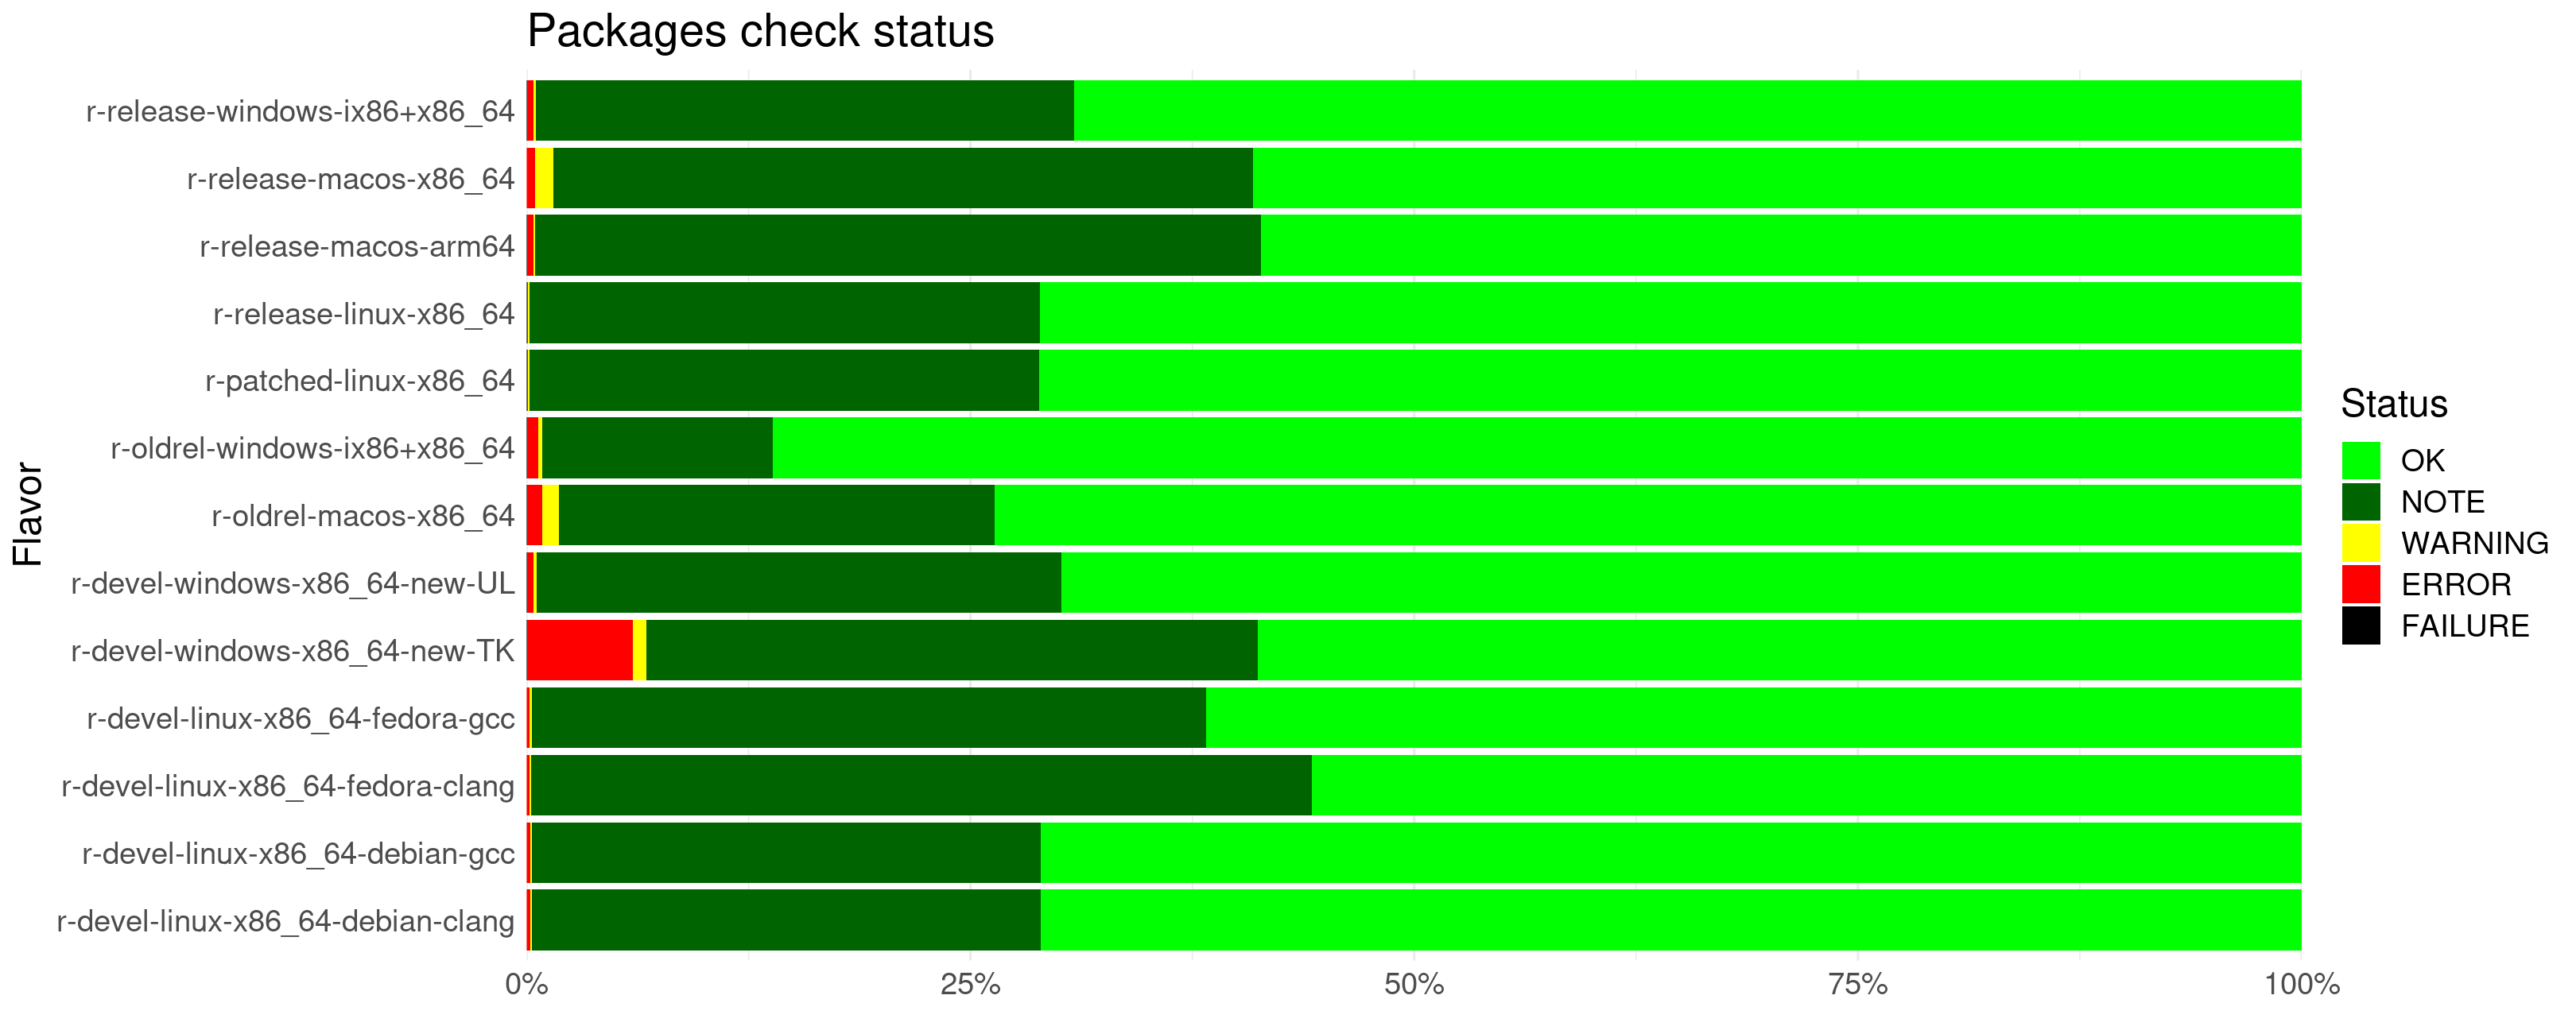 Packages check status
Flavor
r-release-windows-ix86+x86_64
r-release-macos-x86_64
r-release-macos-arm64
r-release-linux-x86_64
r-patched-linux-x86_64
r-oldrel-windows-ix86+x86_64
r-oldrel-macos-x86_64
r-devel-windows-x86_64-new-UL
r-devel-windows-x86_64-new-TK
r-devel-linux-x86_64-fedora-gcc
r-devel-linux-x86_64-fedora-clang
r-devel-linux-x86_64-debian-gcc
r-devel-linux-x86_64-debian-clang
0% 25% 50% 75% 100%
Status
OK
NOTE
WARNING
ERROR
FAILURE